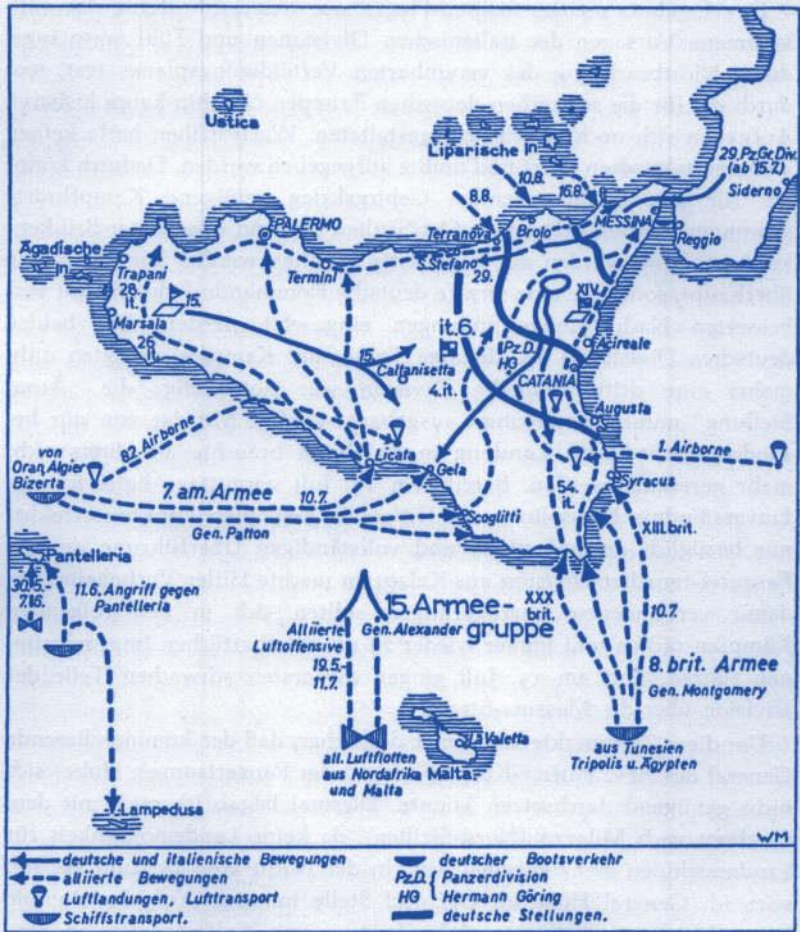 Ustica
Liparische In
29. Pz.Gr. Div.
(ab 15.7.)
Siderno
8.8.
10.8.
16.8.
MESSINA
Reggio
Brolo
Terranova
PALERMO
Ägadische
In
Trapani
Termini
S.Stefano
29.
28.
it.
15.
Marsala
26.
it.
XIV
it.
Acireale
15.
Caltanisetta
4. it.
PzD
HG
CATANIA
Augusta
von
Oran, Algier
Bizerta
82. Airborne
Licata
Gela
1. Airborne
Syracus
it.
7. am. Armee
10.7.
Gen. Patton
Scoglitti
XIII. brit.
Pantelleria
30.5.-
7.6.
11.6. Angriff gegen
Pantelleria
15. Armee-
gruppe
Gen. Alexander
Alliierte
Luftoffensive
19.5.-
11.7.
XXX
brit.
10.7.
8. brit. Armee
Gen. Montgomery
La Valetta
Malta
all. Luftflotten
aus Nordafrika
und Malta
aus Tunesien
Tripolis u. Ägypten
Lampedusa
WM
deutsche und italienische Bewegungen
alliierte Bewegungen
Luftlandungen, Lufttransport
Schiffstransport.
deutscher Bootsverkehr
PzD { Panzerdivision
HG { Hermann Göring
deutsche Stellungen.